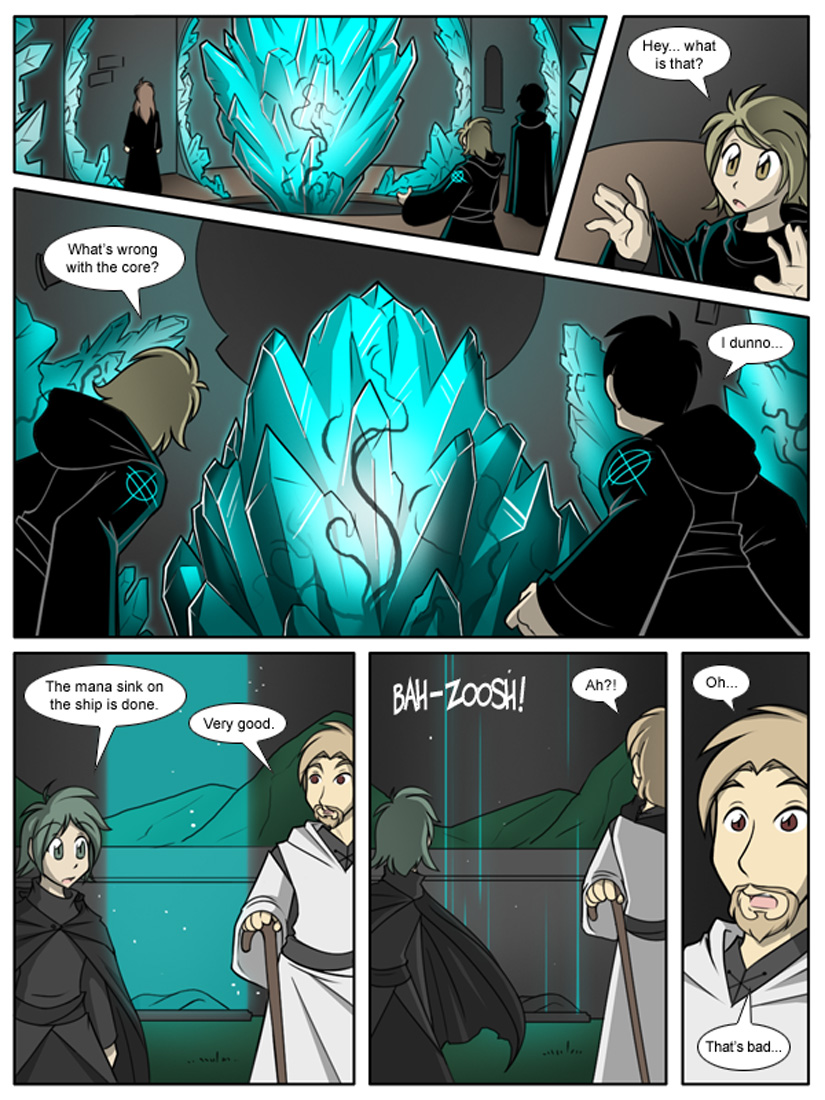 Hey... what
is that?
What's wrong
with the core?
I dunno...
The mana sink on
the ship is done.
Very good.
BAH-ZOOSH!
Ah?!
Oh...
That's bad...